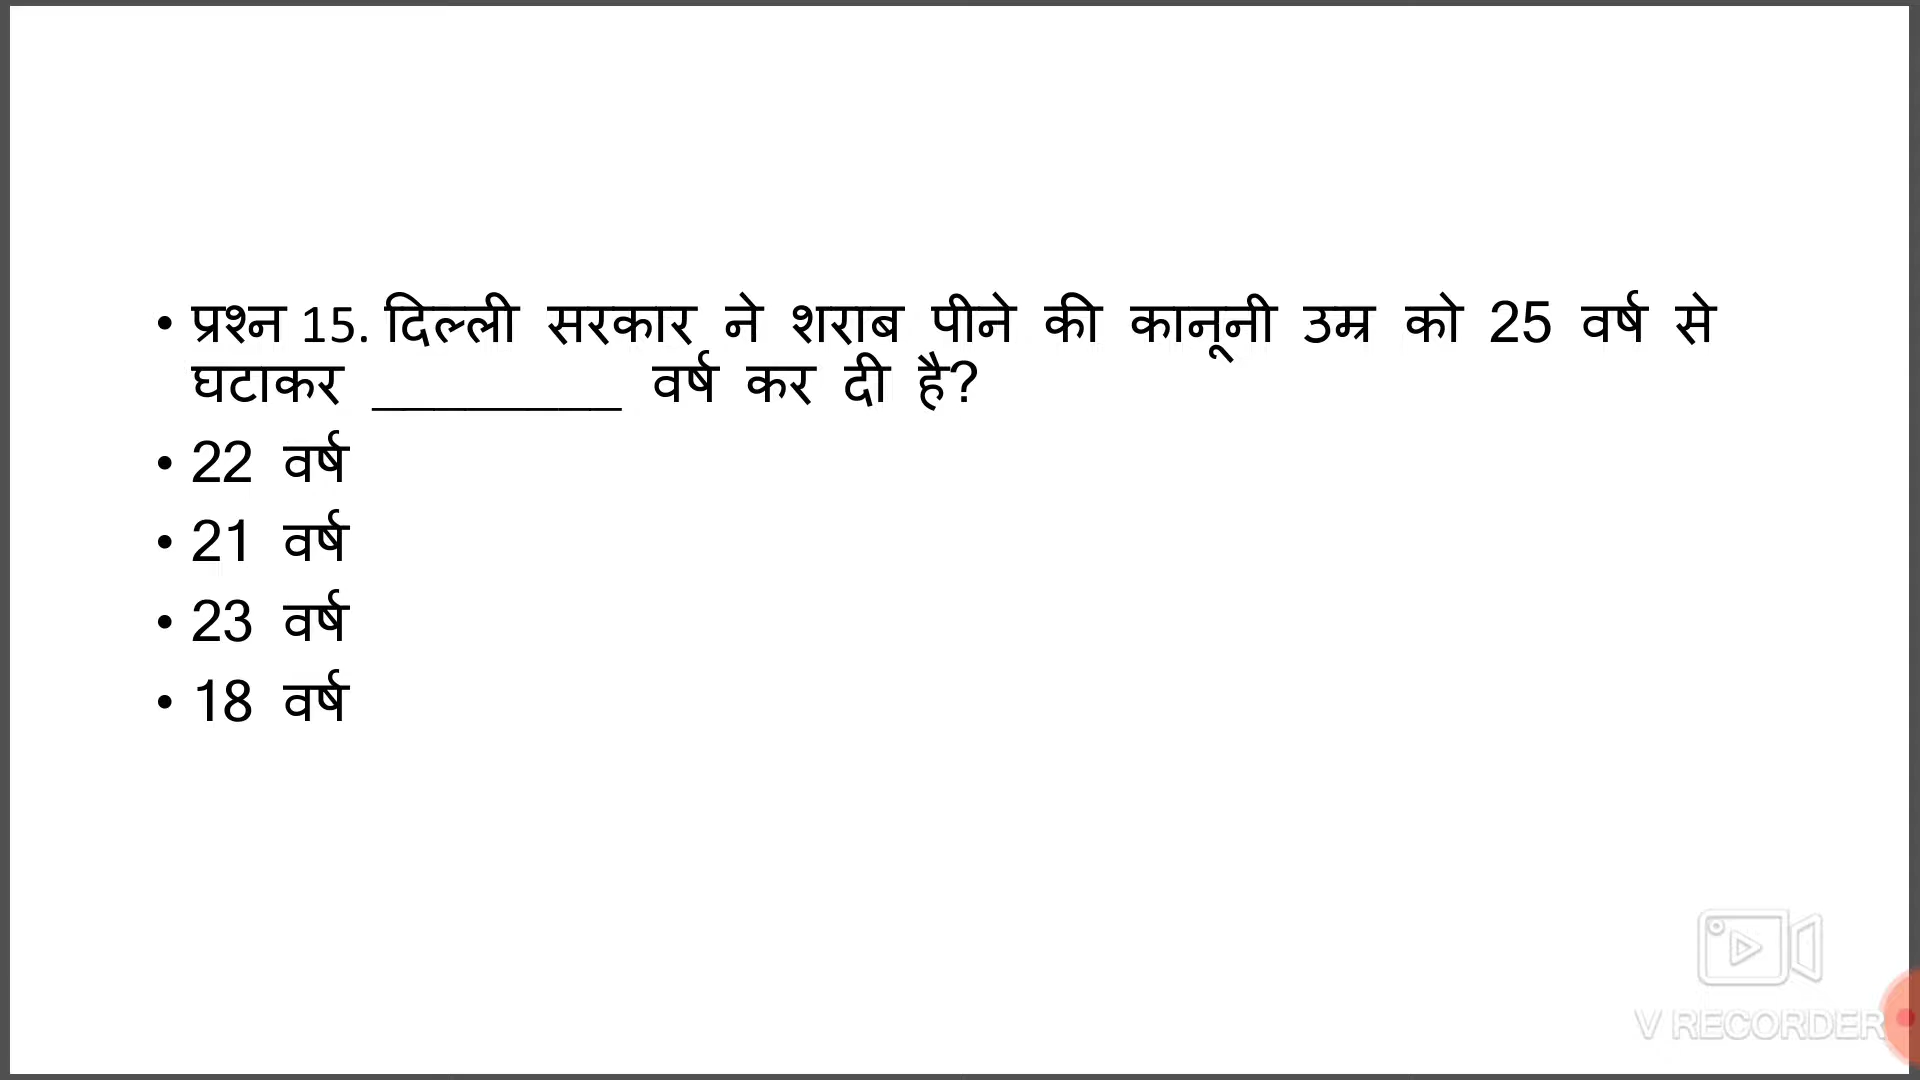 • प्रश्न 15. दिल्ली सरकार ने शराब पीने की कानूनी उम्र को 25 वर्ष से
घटाकर ________ वर्ष कर दी है?
• 22 वर्ष
• 21 वर्ष
• 23 वर्ष
• 18 वर्ष
V RECORDER